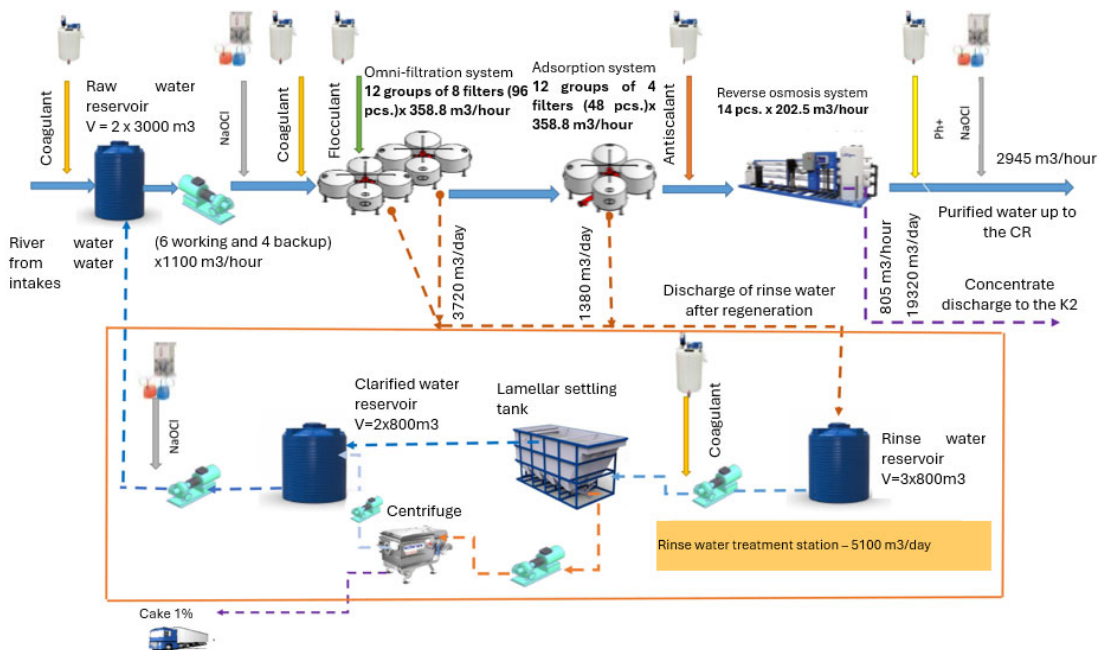 Coagulant
Raw water
reservoir
V = 2 x 3000 m3
NaOCl
Coagulant
Flocculant
Omni-filtration system
12 groups of 8 filters (96
pcs.)x 358.8 m3/hour
Adsorption system
12 groups of 4
filters (48 pcs.)x
358.8 m3/hour
Antiscalant
Reverse osmosis system
14 pcs. x 202.5 m3/hour
Ph+
NaOCl
2945 m3/hour
Purified water up to
the CR
River water
from water
intakes
(6 working and 4 backup)
x1100 m3/hour
3720 m3/day
1380 m3/day
Discharge of rinse water
after regeneration
805 m3/hour
19320 m3/day
Concentrate
discharge to the K2
NaOCl
Clarified water
reservoir
V=2x800m3
Lamellar settling
tank
Coagulant
Rinse water
reservoir
V=3x800m3
Centrifuge
Rinse water treatment station – 5100 m3/day
Cake 1%